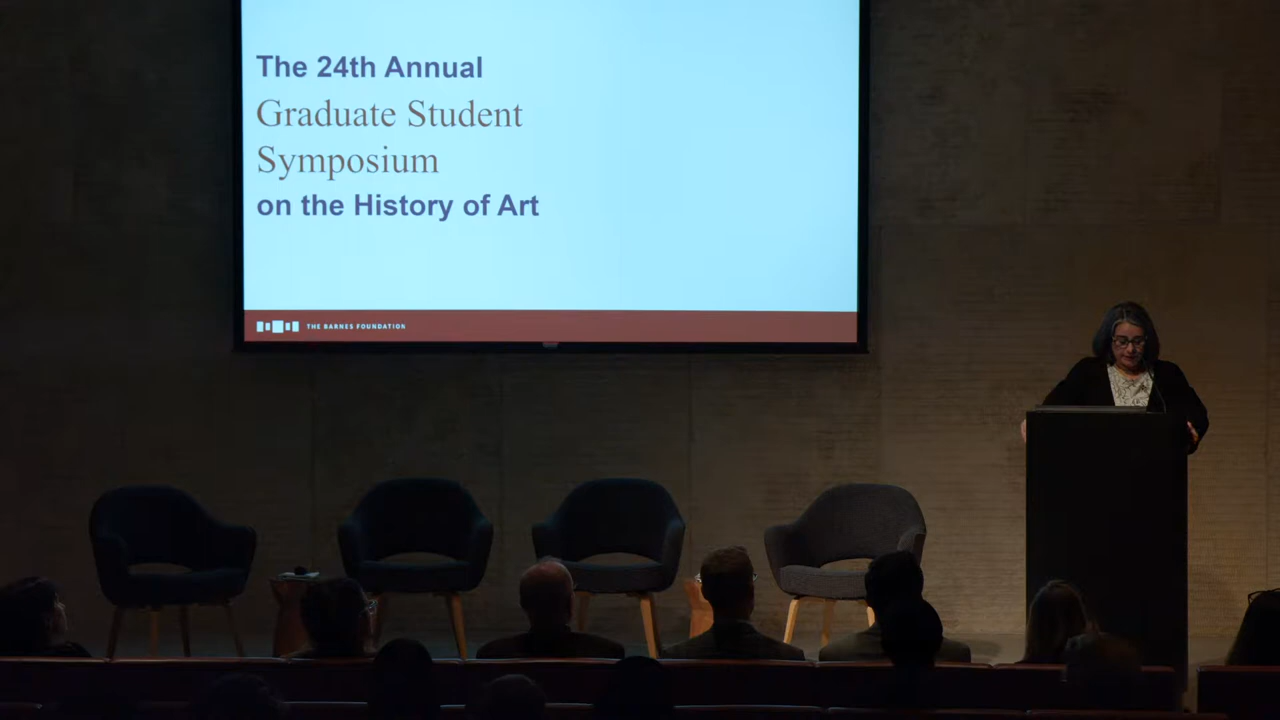 The 24th Annual
Graduate Student
Symposium
on the History of Art
THE BARNES FOUNDATION